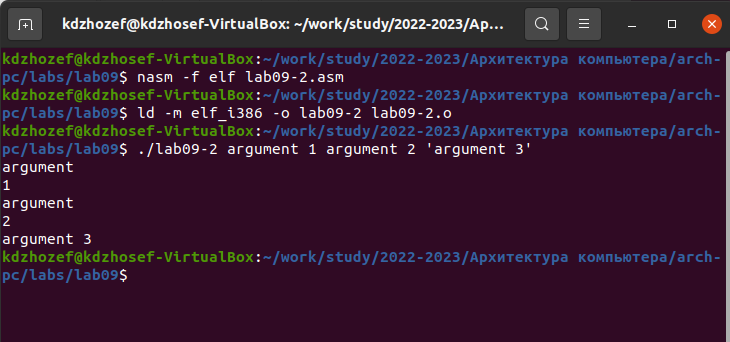 kdzhozef@kdzhosef-VirtualBox: ~/work/study/2022-2023/Ар...
kdzhozef@kdzhosef-VirtualBox:~/work/study/2022-2023/Архитектура компьютера/arch-
pc/labs/lab09$ nasm -f elf lab09-2.asm
kdzhozef@kdzhosef-VirtualBox:~/work/study/2022-2023/Архитектура компьютера/arch-
pc/labs/lab09$ ld -m elf_i386 -o lab09-2 lab09-2.o
kdzhozef@kdzhosef-VirtualBox:~/work/study/2022-2023/Архитектура компьютера/arch-
pc/labs/lab09$ ./lab09-2 argument 1 argument 2 'argument 3'
argument
1
argument
2
argument 3
kdzhozef@kdzhosef-VirtualBox:~/work/study/2022-2023/Архитектура компьютера/arch-
pc/labs/lab09$